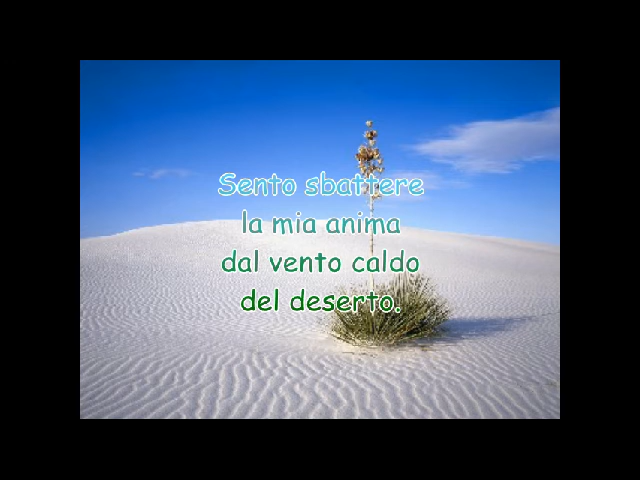 Sento sbattere
la mia anima
dal vento caldo
del deserto.